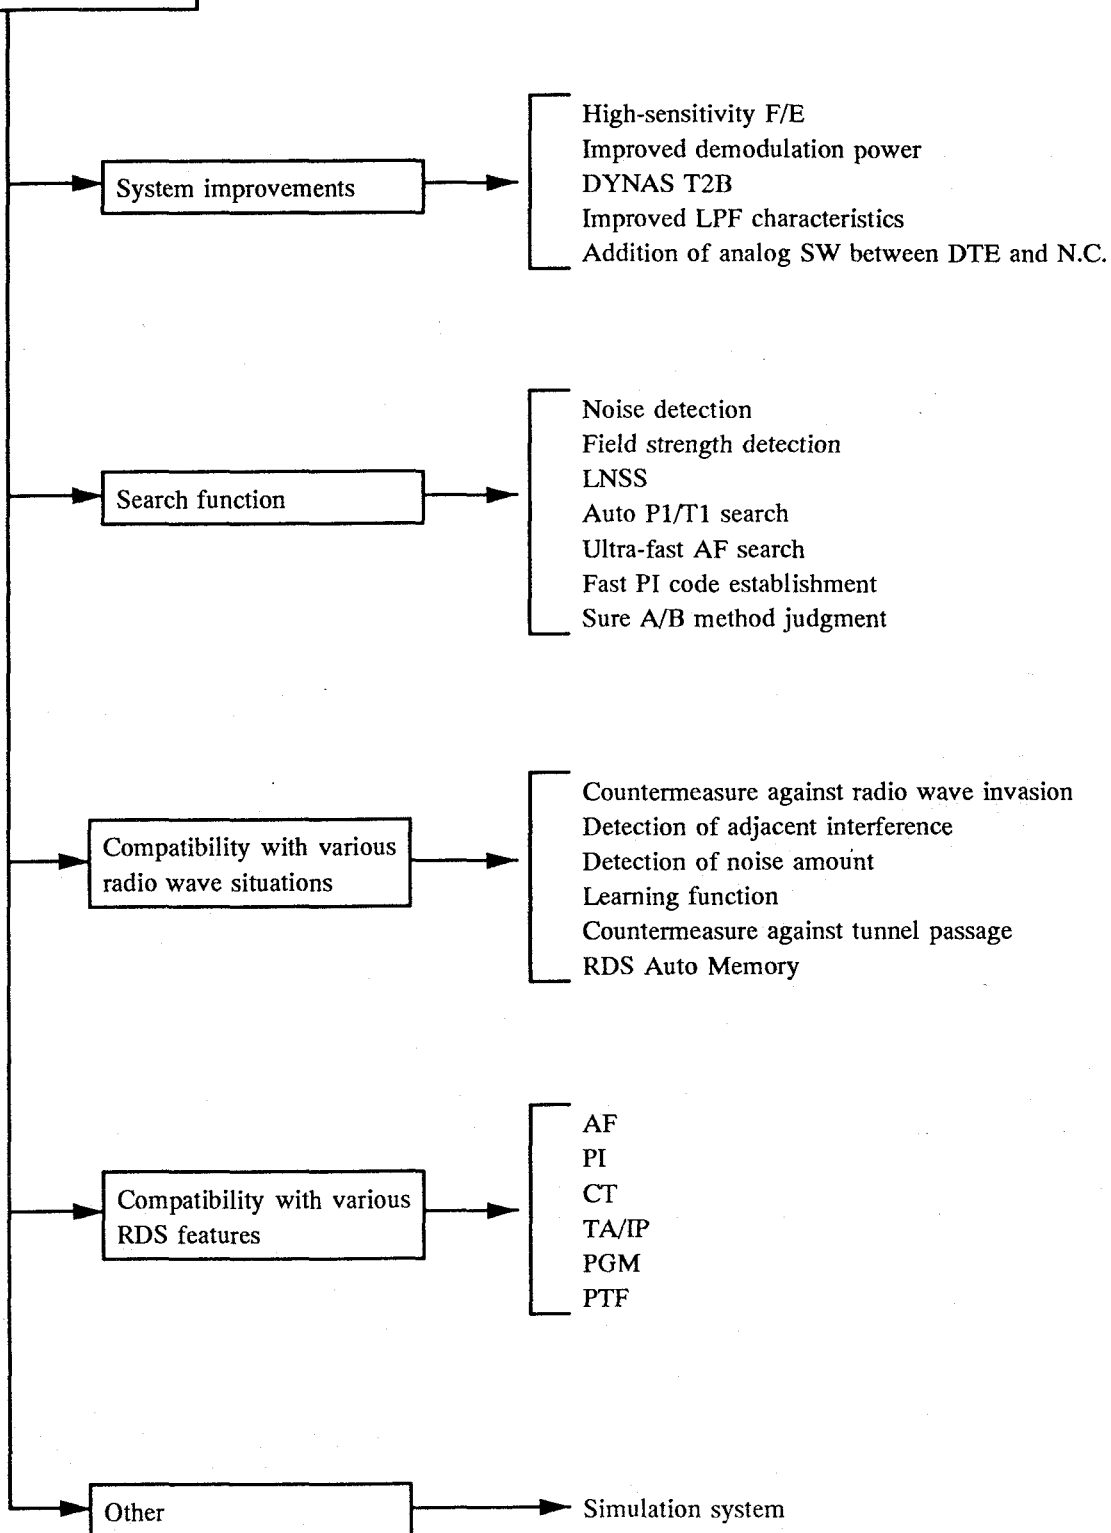 System improvements
High-sensitivity F/E
Improved demodulation power
DYNAS T2B
Improved LPF characteristics
Addition of analog SW between DTE and N.C.
Search function
Noise detection
Field strength detection
LNSS
Auto P1/T1 search
Ultra-fast AF search
Fast PI code establishment
Sure A/B method judgment
Compatibility with various
radio wave situations
Countermeasure against radio wave invasion
Detection of adjacent interference
Detection of noise amount
Learning function
Countermeasure against tunnel passage
RDS Auto Memory
Compatibility with various
RDS features
AF
PI
CT
TA/IP
PGM
PTF
Other
Simulation system